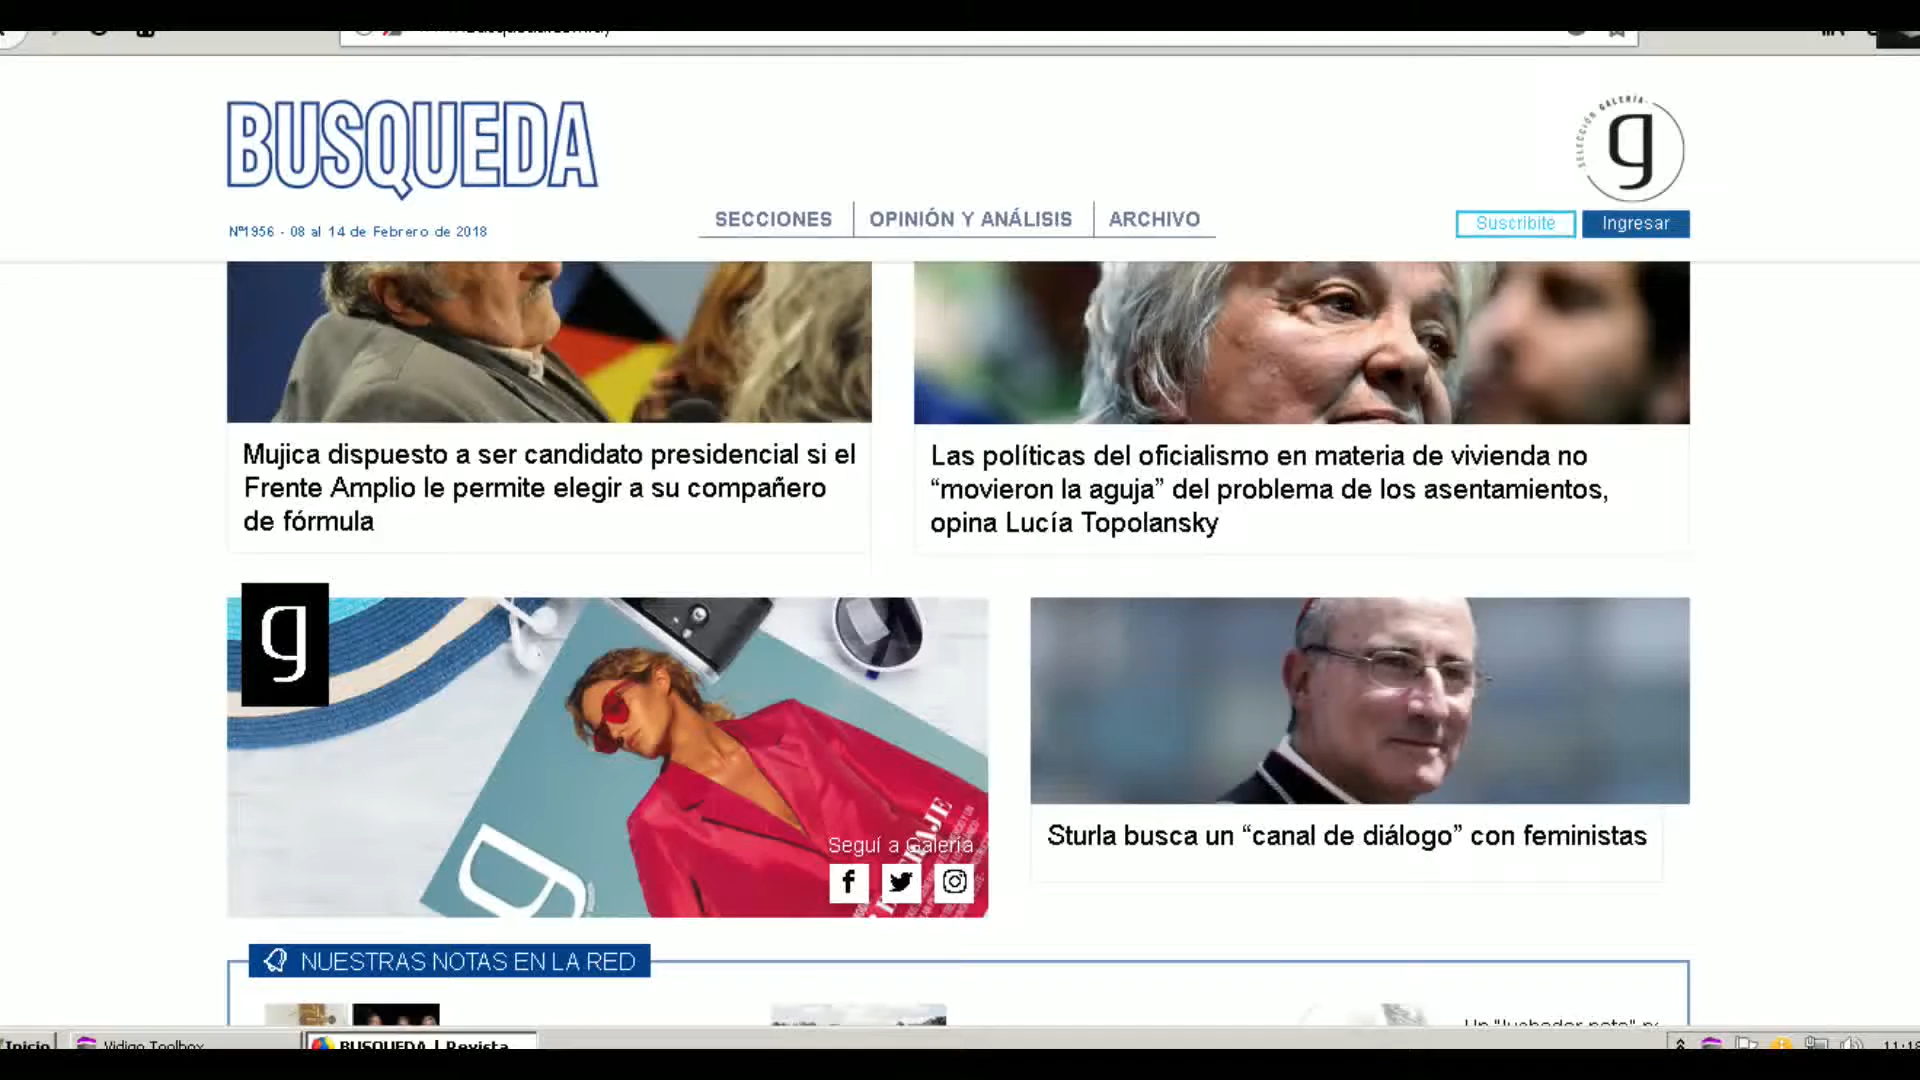 BUSQUEDA
SELECCIÓN GALERÍA
g
SECCIONES
OPINIÓN Y ANÁLISIS
ARCHIVO
Suscribite
Ingresar
Nº1956 - 08 al 14 de Febrero de 2018
Mujica dispuesto a ser candidato presidencial si el
Frente Amplio le permite elegir a su compañero
de fórmula
Las políticas del oficialismo en materia de vivienda no
“movieron la aguja” del problema de los asentamientos,
opina Lucía Topolansky
g
Seguí a Galería
g
Sturla busca un “canal de diálogo” con feministas
NUESTRAS NOTAS EN LA RED
Inicio
Vidigo Toolbox
BUSQUEDA | Revista